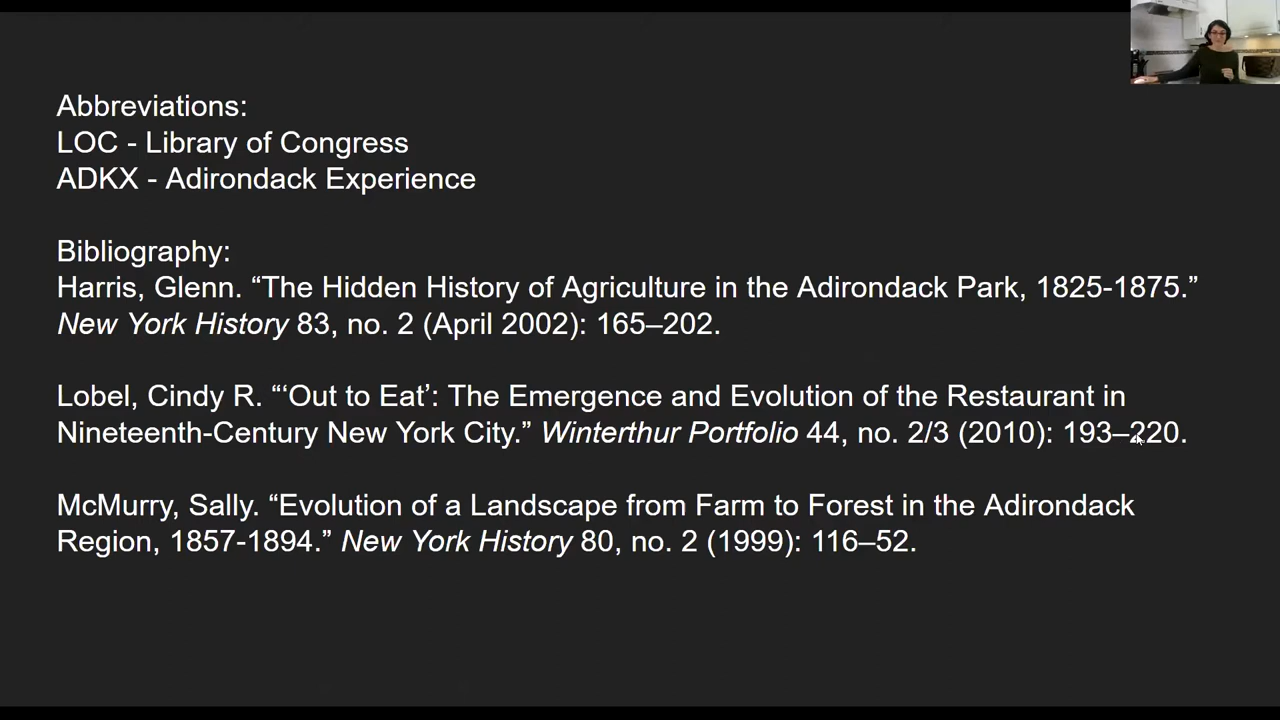 Abbreviations:
LOC - Library of Congress
ADKX - Adirondack Experience
Bibliography:
Harris, Glenn. “The Hidden History of Agriculture in the Adirondack Park, 1825-1875.”
New York History 83, no. 2 (April 2002): 165–202.
Lobel, Cindy R. “‘Out to Eat’: The Emergence and Evolution of the Restaurant in
Nineteenth-Century New York City.” Winterthur Portfolio 44, no. 2/3 (2010): 193–220.
McMurry, Sally. “Evolution of a Landscape from Farm to Forest in the Adirondack
Region, 1857-1894.” New York History 80, no. 2 (1999): 116–52.